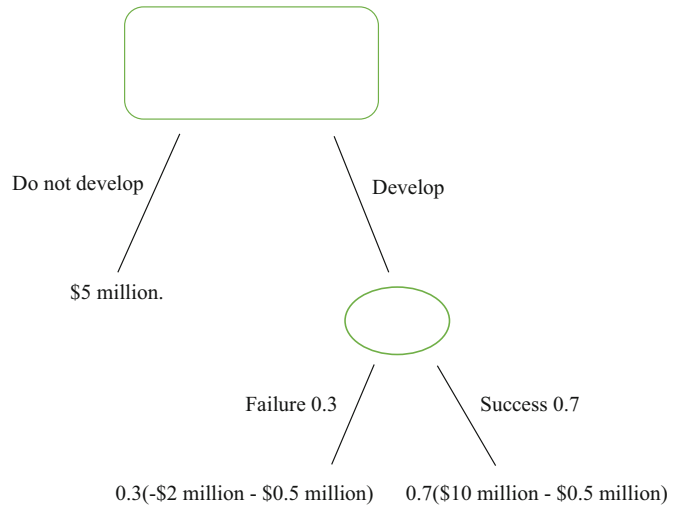 Do not develop
Develop
$5 million.
Failure 0.3
Success 0.7
0.3(-$2 million - $0.5 million)
0.7($10 million - $0.5 million)